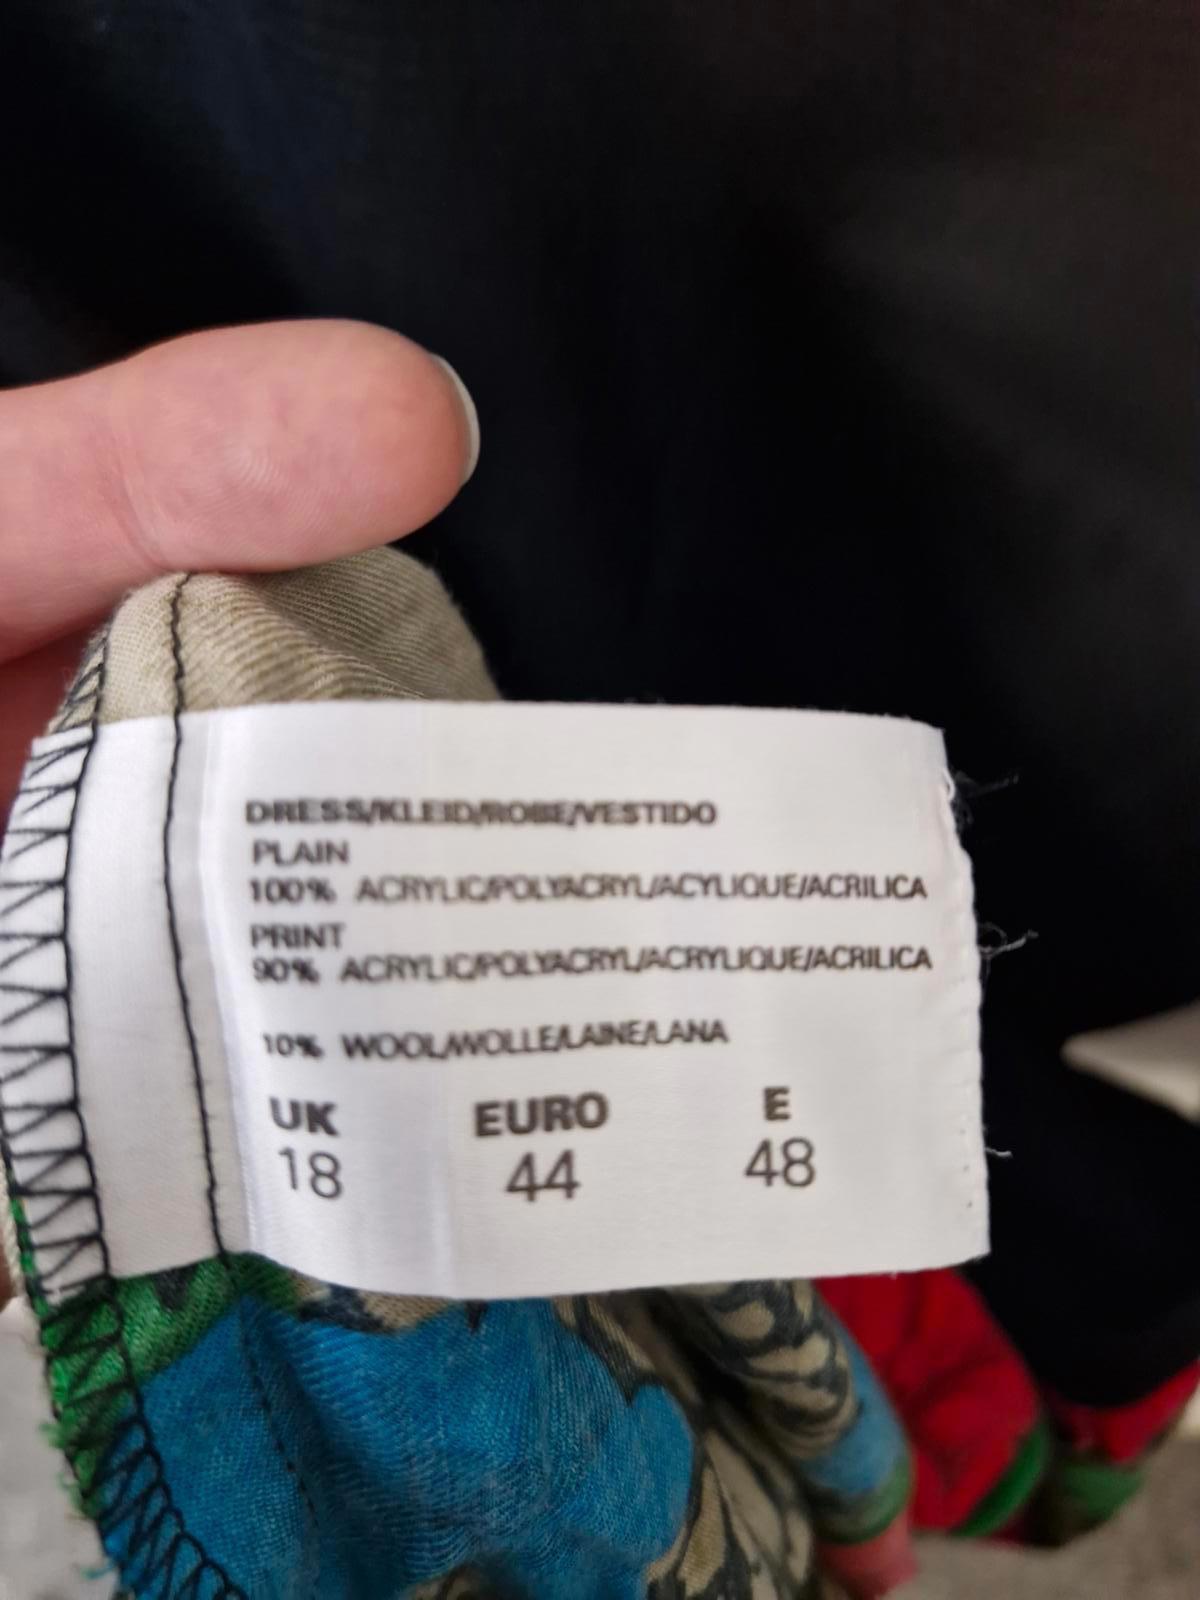 DRESS/KLEID/ROBE/VESTIDO
PLAIN
100% ACRYLIC/POLYACRYL/ACYLIQUE/ACRILICA
PRINT
90% ACRYLIC/POLYACRYL/ACRYLIQUE/ACRILICA
10% WOOL/WOLLE/LAINE/LANA
UK EURO E
18 44 48